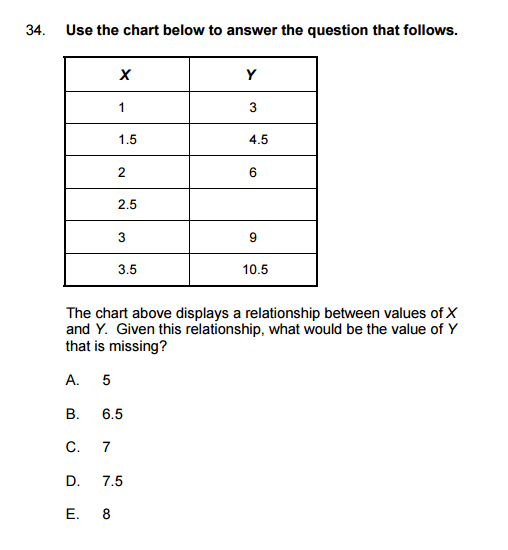 34. Use the chart below to answer the question that follows.
X Y
1 3
1.5 4.5
2 6
2.5
3 9
3.5 10.5
The chart above displays a relationship between values of X
and Y. Given this relationship, what would be the value of Y
that is missing?
A. 5
B. 6.5
C. 7
D. 7.5
E. 8